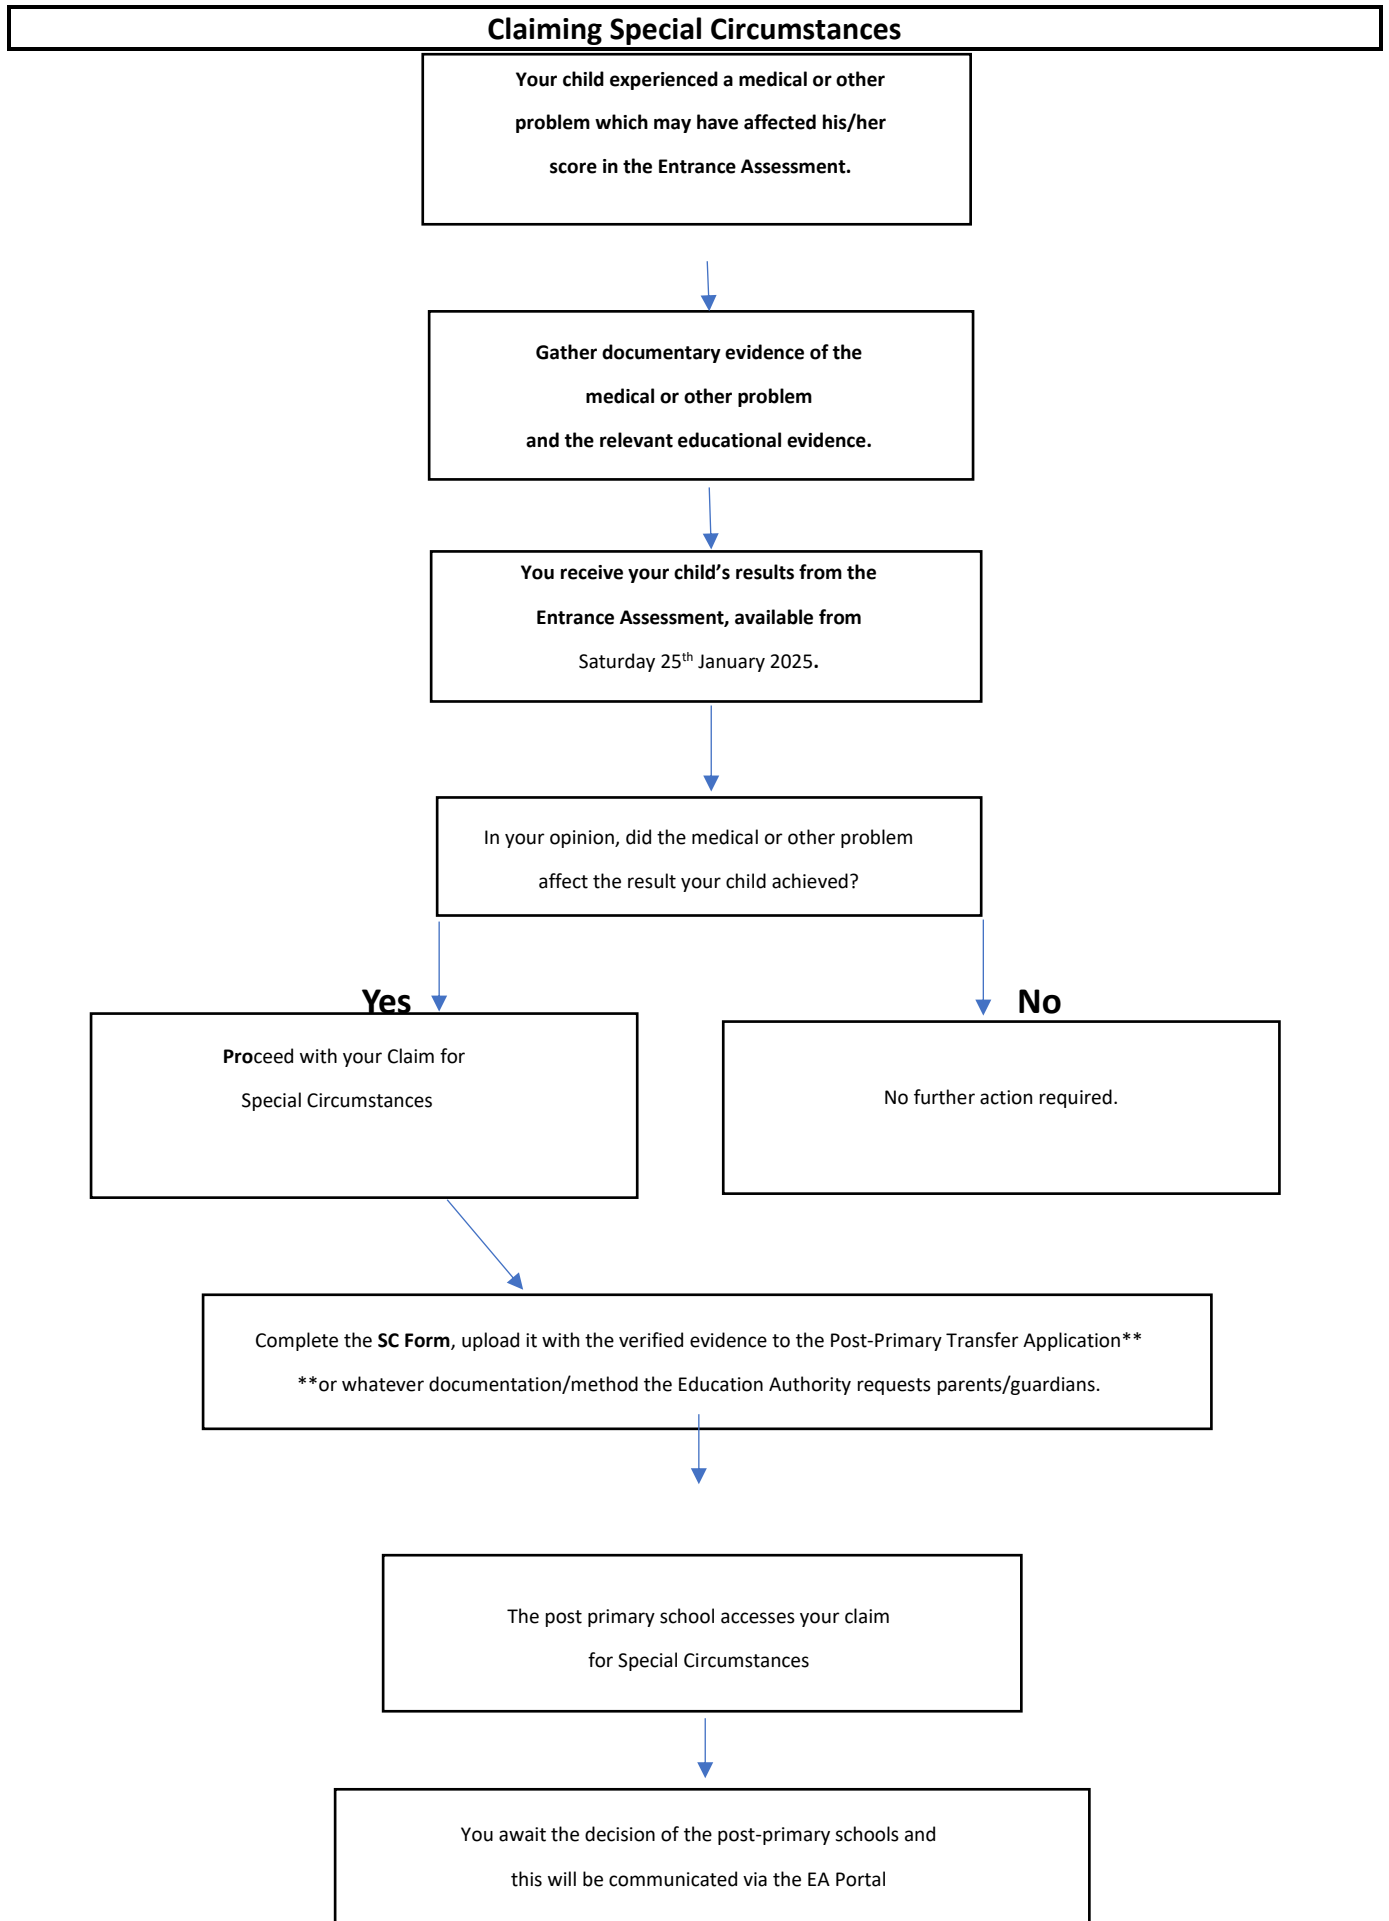 Claiming Special Circumstances
Your child experienced a medical or other
problem which may have affected his/her
score in the Entrance Assessment.
Gather documentary evidence of the
medical or other problem
and the relevant educational evidence.
You receive your child’s results from the
Entrance Assessment, available from
Saturday 25th January 2025.
In your opinion, did the medical or other problem
affect the result your child achieved?
Yes
No
Proceed with your Claim for
Special Circumstances
No further action required.
Complete the SC Form, upload it with the verified evidence to the Post-Primary Transfer Application**
**or whatever documentation/method the Education Authority requests parents/guardians.
The post primary school accesses your claim
for Special Circumstances
You await the decision of the post-primary schools and
this will be communicated via the EA Portal